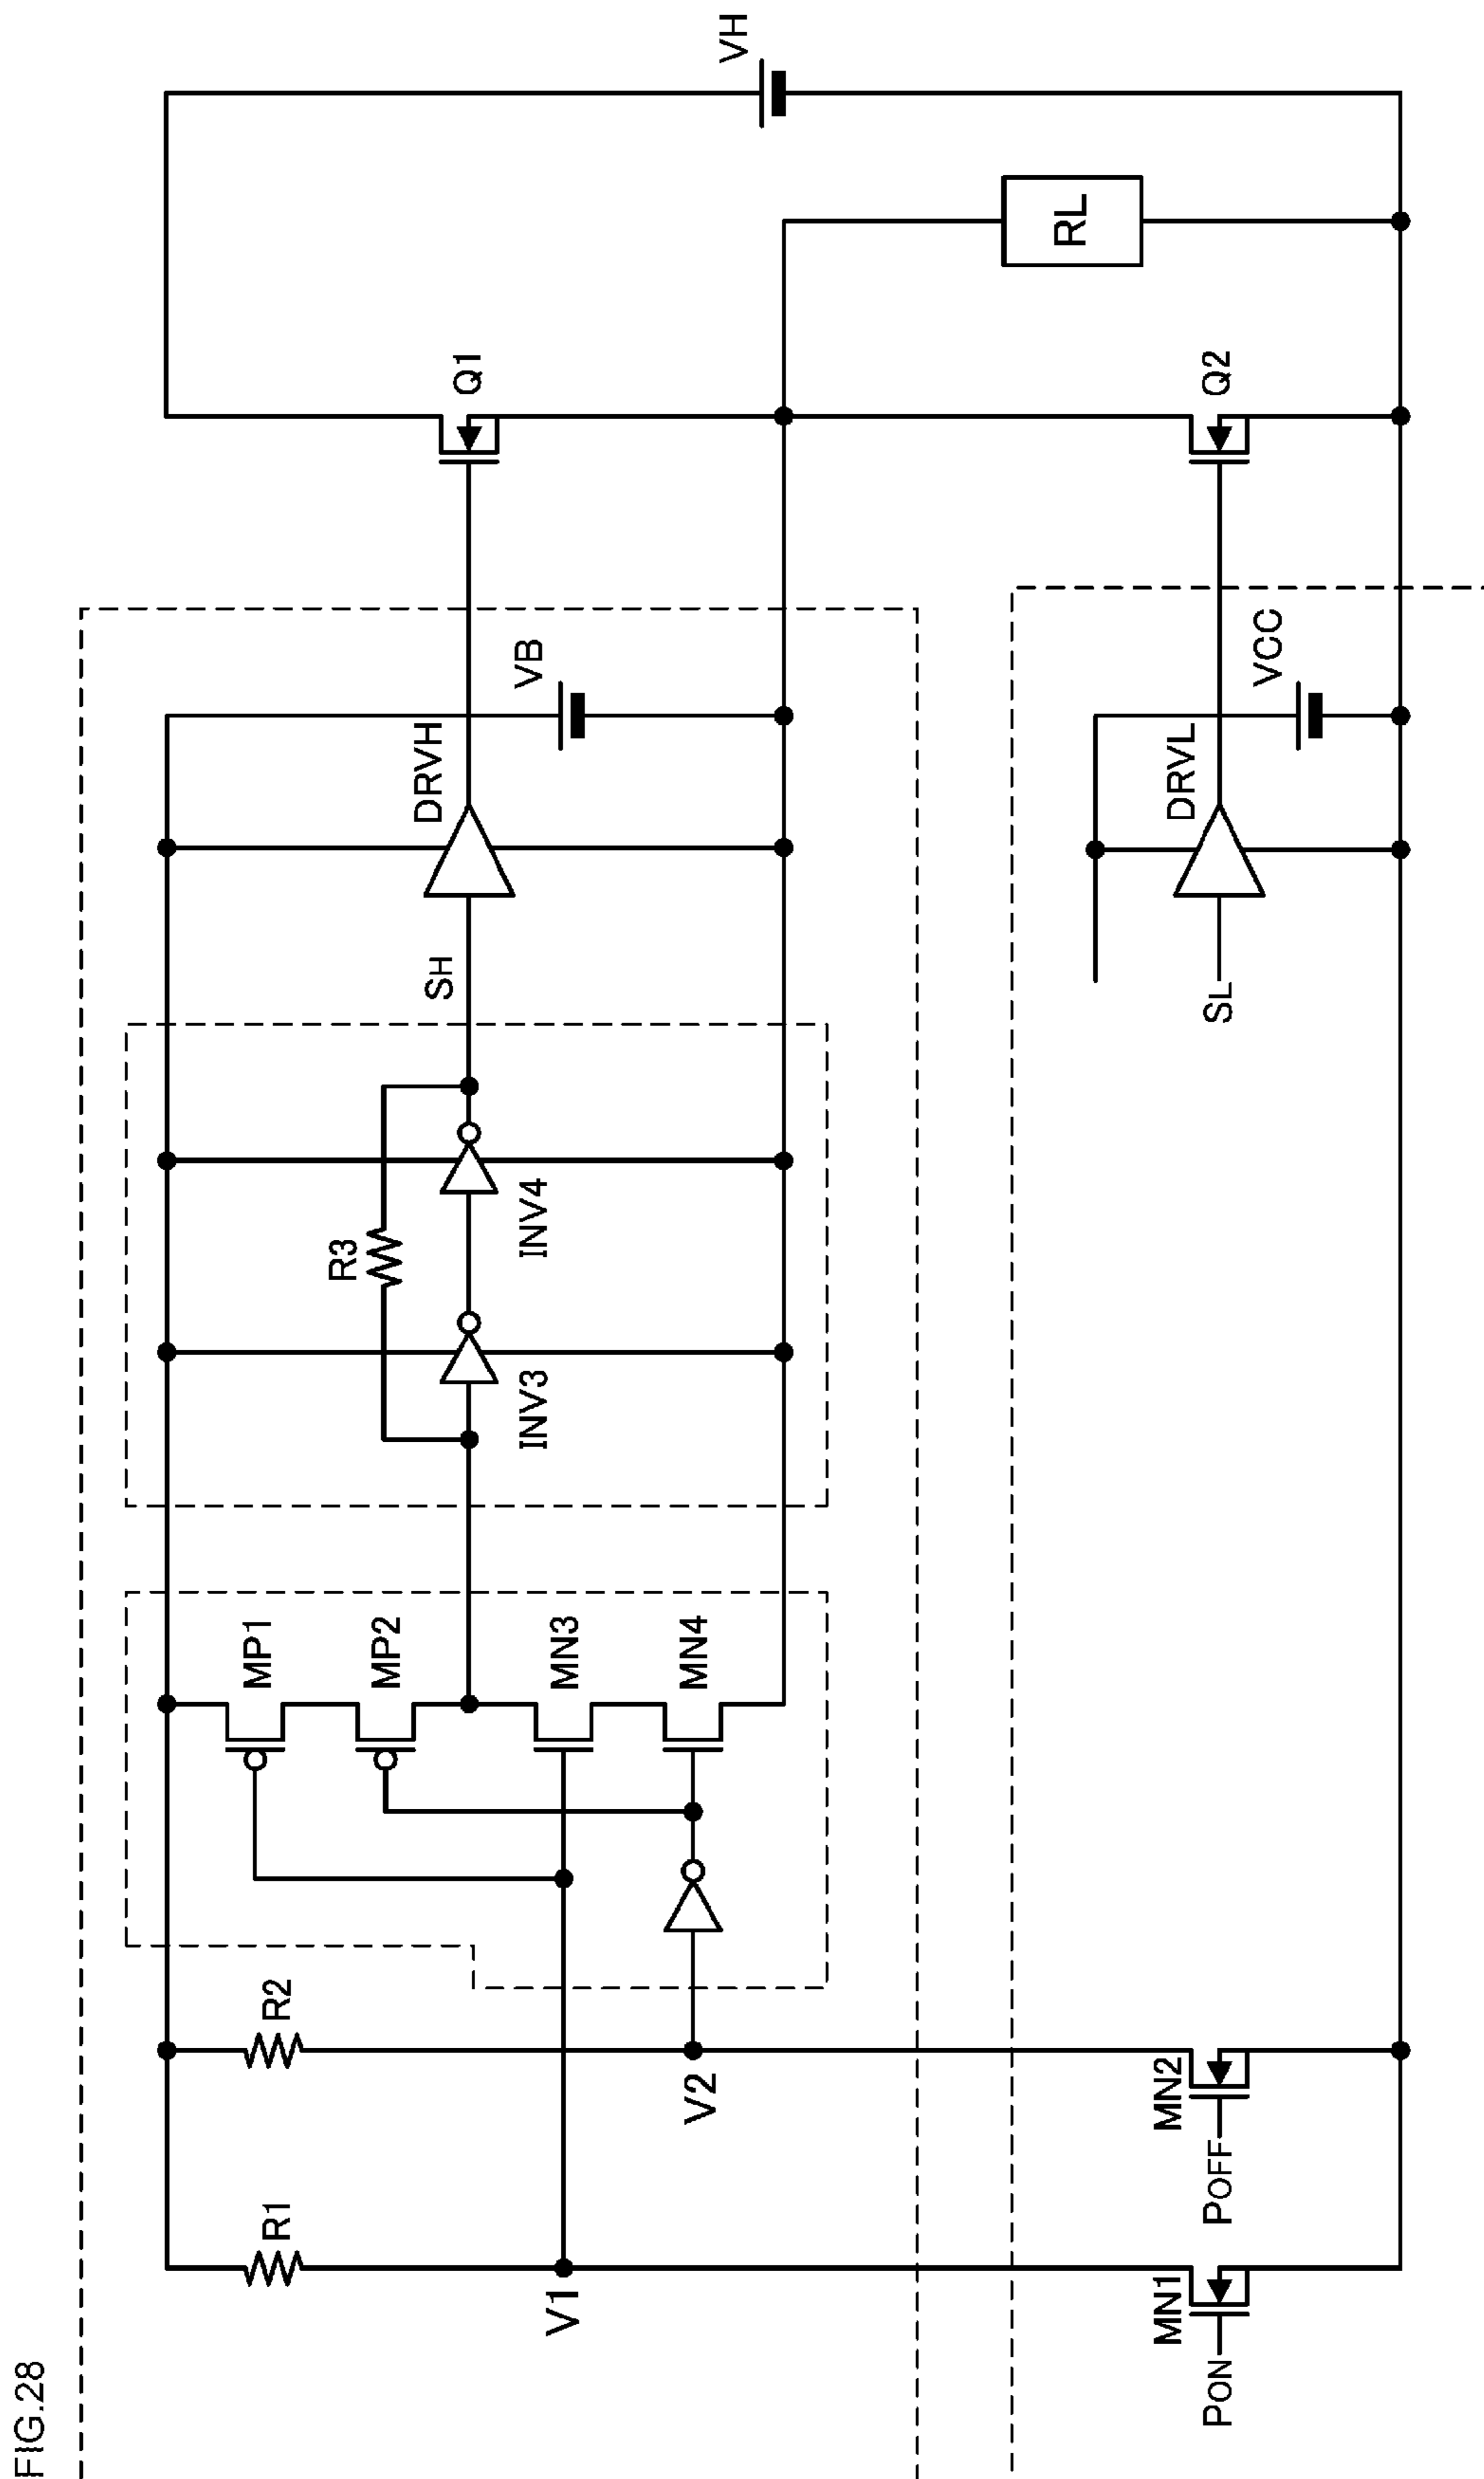 FIG.28
VH
RL
Q1
Q2
VB
DRVH
VCC
DRVL
SH
SL
R3
INV4
INV3
MP1
MP2
MN3
MN4
R2
V2
MN2
POFF
R1
V1
MN1
PON